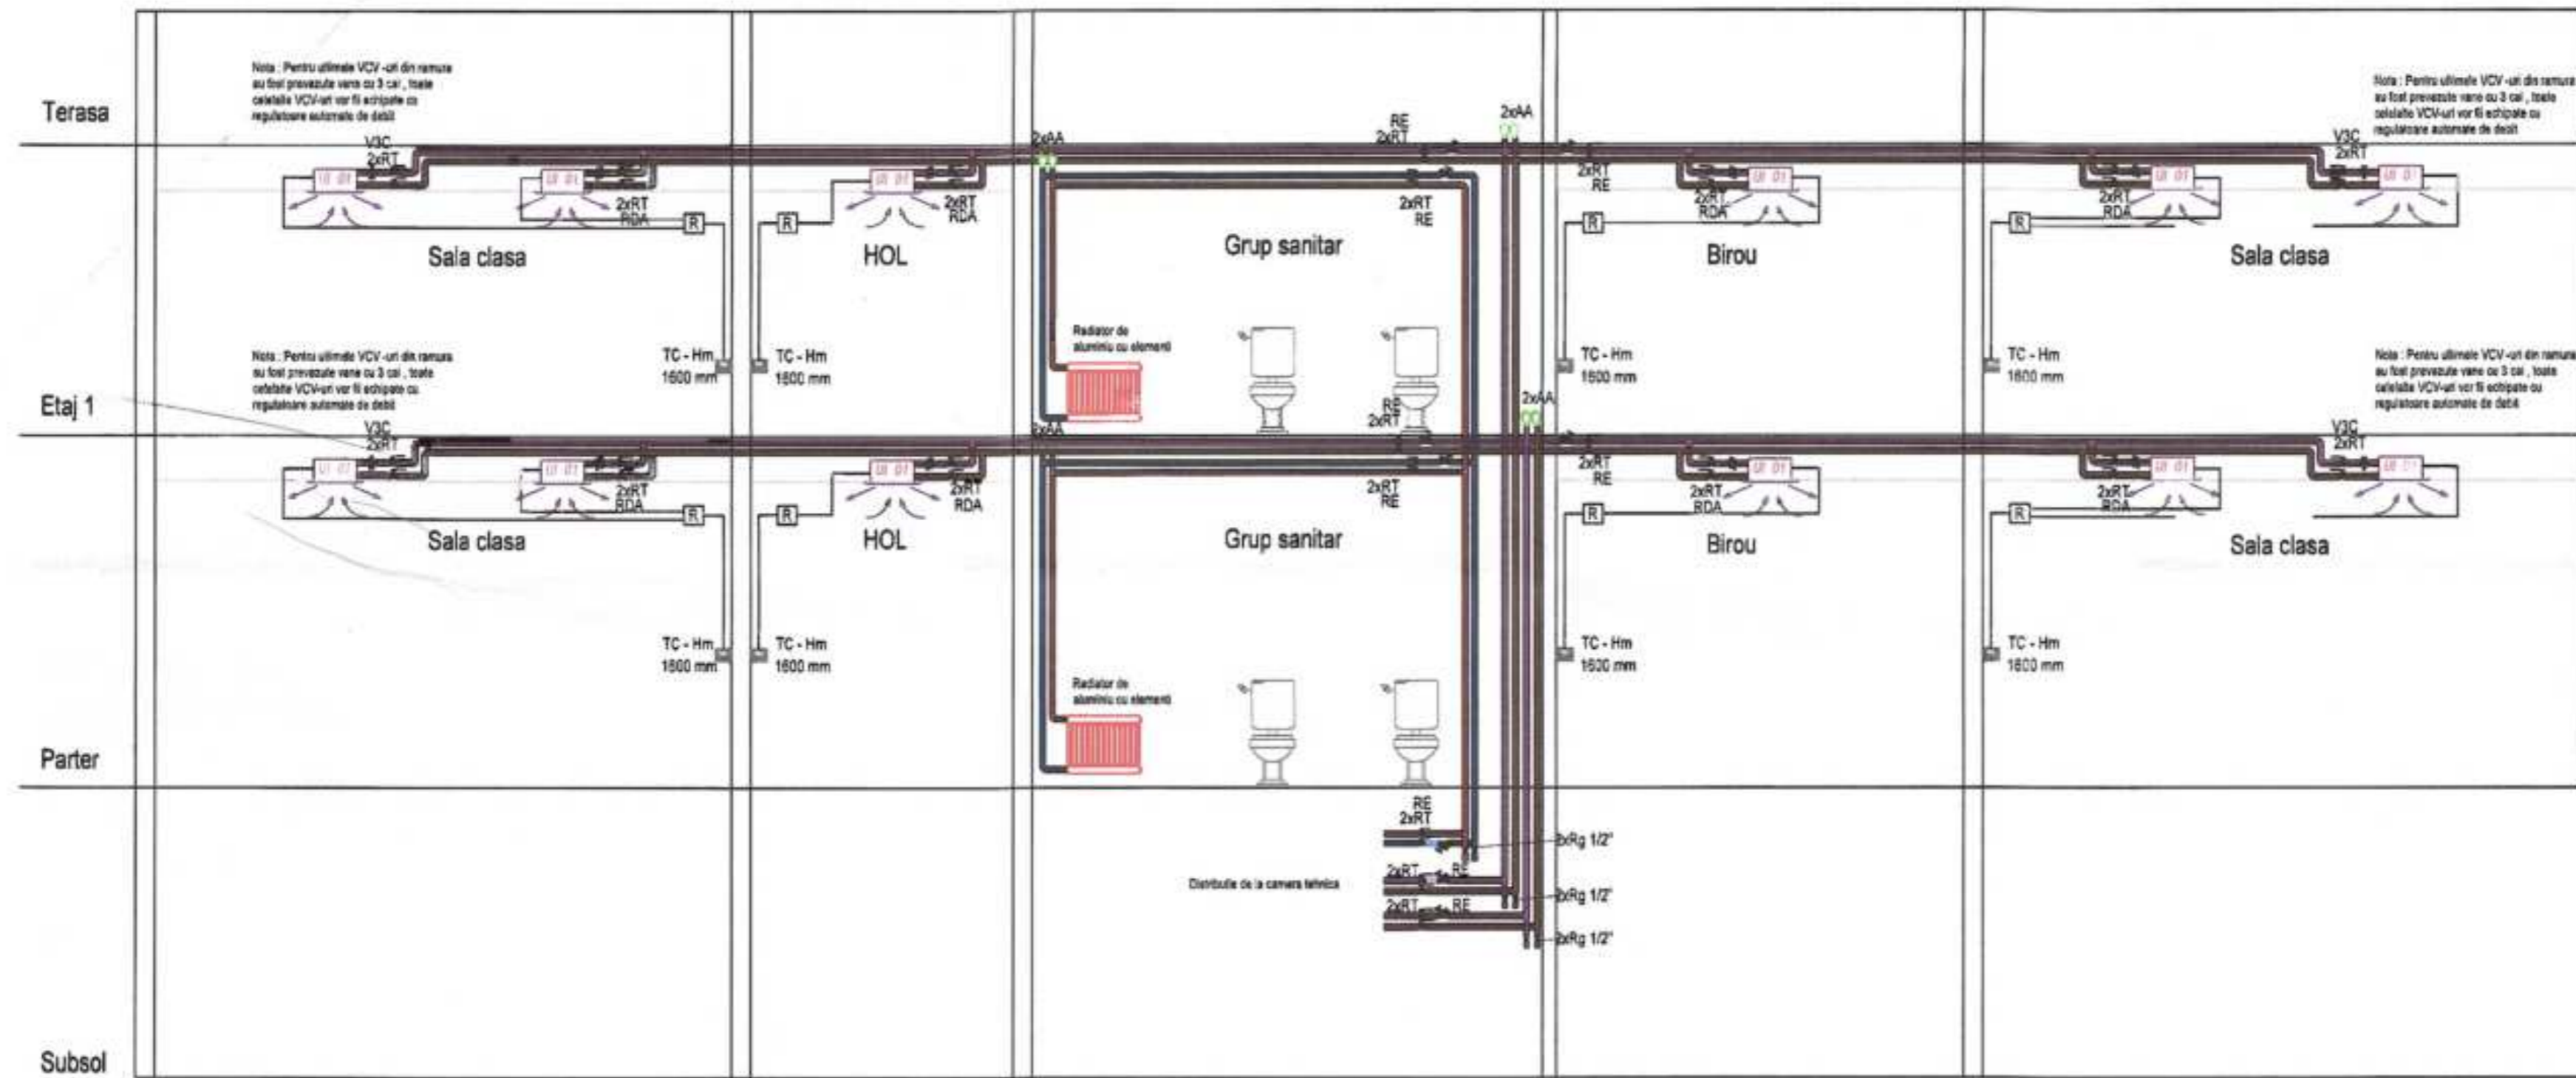 Nota : Pentru ultimele VCV -uri din ramura
au fost prevazute vane cu 3 cai , toate
celelalte VCV-uri vor fi echipate cu
regulatoare automate de debit
Nota : Pentru ultimele VCV -uri din ramura
au fost prevazute vane cu 3 cai , toate
celelalte VCV-uri vor fi echipate cu
regulatoare automate de debit
Terasa
V3C
2xRT
2xRT
RDA
R
Sala clasa
R
2xRT
RDA
HOL
2xAA
RE
2xRT
2xAA
2xRT
RE
Grup sanitar
2xRT
RE
R
2xRT
RDA
Birou
R
2xRT
RDA
V3C
2xRT
Sala clasa
TC - Hm
1600 mm
TC - Hm
1600 mm
Radiator de
aluminiu cu elementi
TC - Hm
1600 mm
TC - Hm
1600 mm
Nota : Pentru ultimele VCV -uri din ramura
au fost prevazute vane cu 3 cai , toate
celelalte VCV-uri vor fi echipate cu
regulatoare automate de debit
Nota : Pentru ultimele VCV -uri din ramura
au fost prevazute vane cu 3 cai , toate
celelalte VCV-uri vor fi echipate cu
regulatoare automate de debit
Etaj 1
V3C
2xRT
2xRT
RDA
R
Sala clasa
R
2xRT
RDA
HOL
2xAA
RE
2xRT
2xAA
2xRT
RE
Grup sanitar
2xRT
RE
R
2xRT
RDA
Birou
R
2xRT
RDA
V3C
2xRT
Sala clasa
TC - Hm
1600 mm
TC - Hm
1600 mm
Radiator de
aluminiu cu elementi
TC - Hm
1600 mm
TC - Hm
1600 mm
Parter
RE
2xRT
2xRg 1/2"
2xRT RE
Distributie de la camera tehnica
2xRg 1/2"
2xRT RE
2xRg 1/2"
Subsol